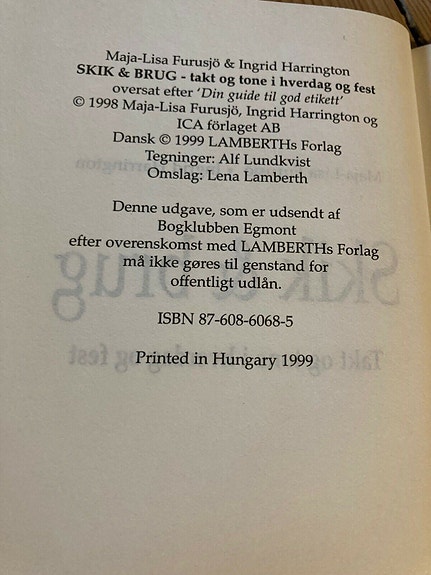 Maja-Lisa Furusjö & Ingrid Harrington
SKIK & BRUG - takt og tone i hverdag og fest
oversat efter 'Din guide til god etikett'
© 1998 Maja-Lisa Furusjö, Ingrid Harrington og
ICA förlaget AB
Dansk © 1999 LAMBERTHs Forlag
Tegninger: Alf Lundkvist
Omslag: Lena Lamberth
Denne udgave, som er udsendt af
Bogklubben Egmont
efter overenskomst med LAMBERTHs Forlag
må ikke gøres til genstand for
offentligt udlån.
ISBN 87-608-6068-5
Printed in Hungary 1999